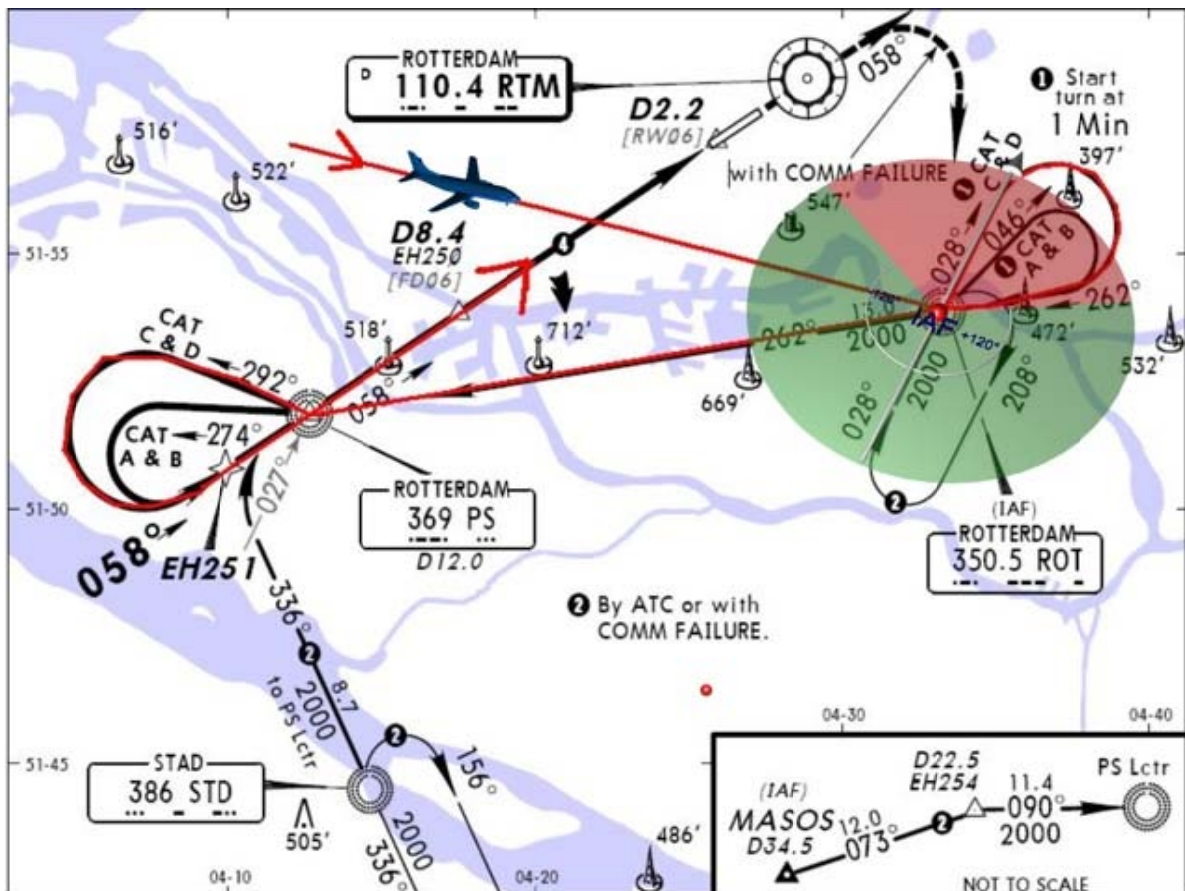 ROTTERDAM
D
110.4 RTM
058°
1 Start
turn at
1 Min
397'
D2.2
[RW06]
516'
522'
with COMM FAILURE
547'
1 CAT
C & D
028°
046°
1 CAT
A & B
D8.4
EH250
[FD06]
4
51-55
518'
712'
262°
13.0
2000
IAF
+120°
262°
472'
532'
CAT
C & D
292°
058°
669'
028°
2000
208°
CAT
A & B
274°
027°
ROTTERDAM
369 PS
D12.0
2
(IAF)
ROTTERDAM
350.5 ROT
51-50
058°
EH251
336°
2 By ATC or with
COMM FAILURE.
2
8.7
2000
to PS Lctr
04-30
04-40
51-45
STAD
386 STD
2
156°
505'
2000
336°
486'
04-10
04-20
(IAF)
MASOS
D34.5
12.0
073°
2
D22.5
EH254
11.4
090°
2000
PS Lctr
NOT TO SCALE